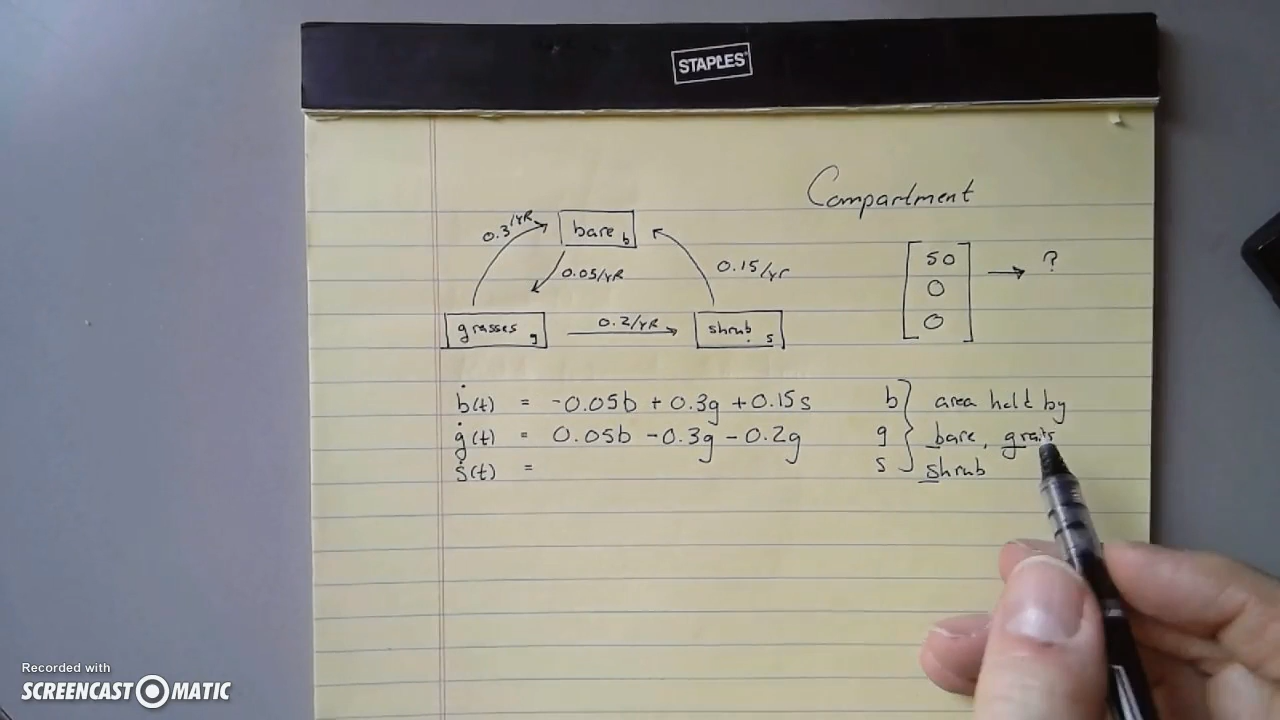 STAPLES
Compartment
0.3/YR
bare b
0.05/YR
0.15/yr
grasses g
0.2/YR
shrub s
50
0
0
→ ?
ḃ(t) = -0.05b + 0.3g + 0.15s
ġ(t) = 0.05b - 0.3g - 0.2g
ṡ(t) =
b } area held by
g bare,
s shrub
Recorded with
SCREENCAST-O-MATIC